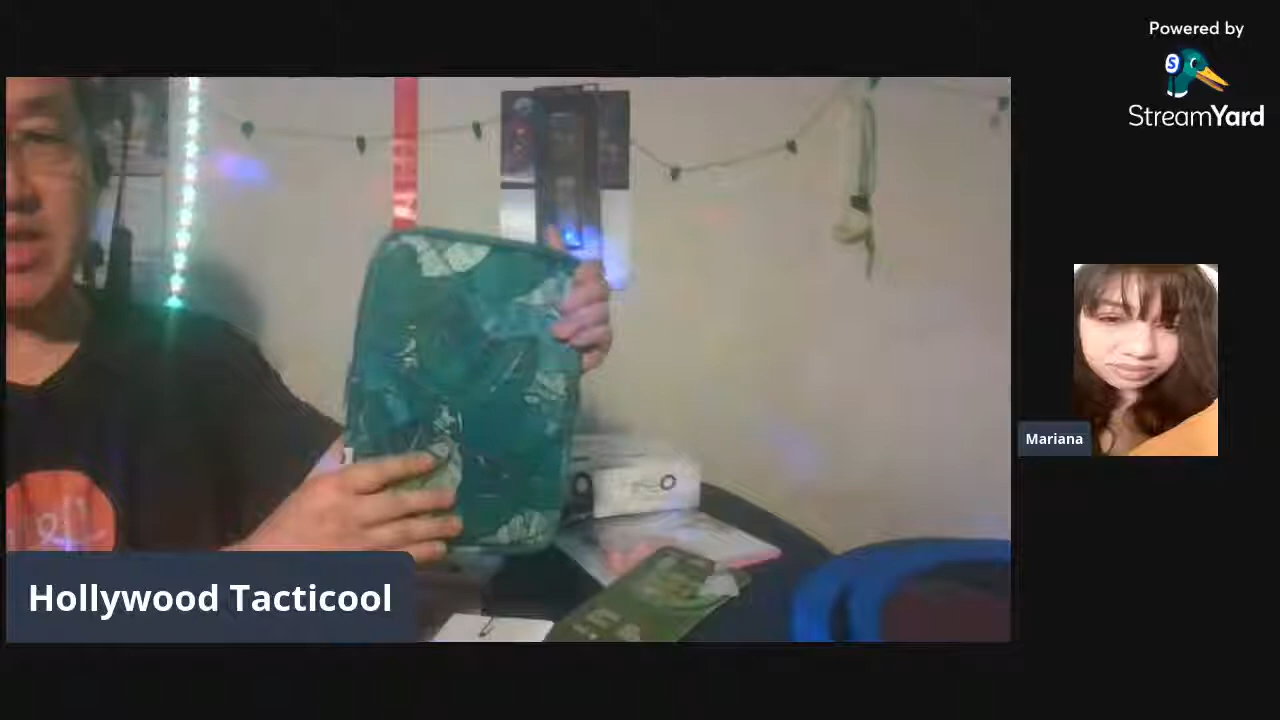 Powered by
S
StreamYard
Mariana
Hollywood Tacticool